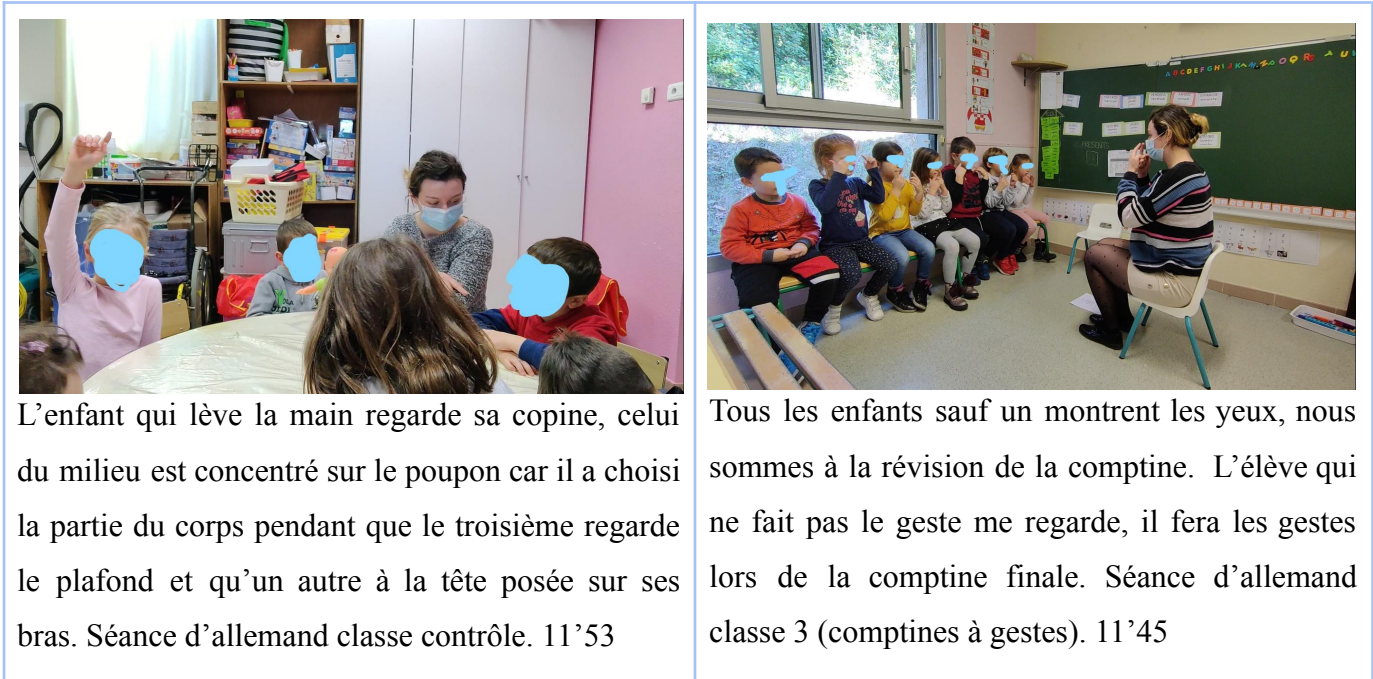 L’enfant qui lève la main regarde sa copine, celui
du milieu est concentré sur le poupon car il a choisi
la partie du corps pendant que le troisième regarde
le plafond et qu’un autre à la tête posée sur ses
bras. Séance d’allemand classe contrôle. 11’53
A B C D E F G H I J K
PRESENTS
Tous les enfants sauf un montrent les yeux, nous
sommes à la révision de la comptine. L’élève qui
ne fait pas le geste me regarde, il fera les gestes
lors de la comptine finale. Séance d’allemand
classe 3 (comptines à gestes). 11’45